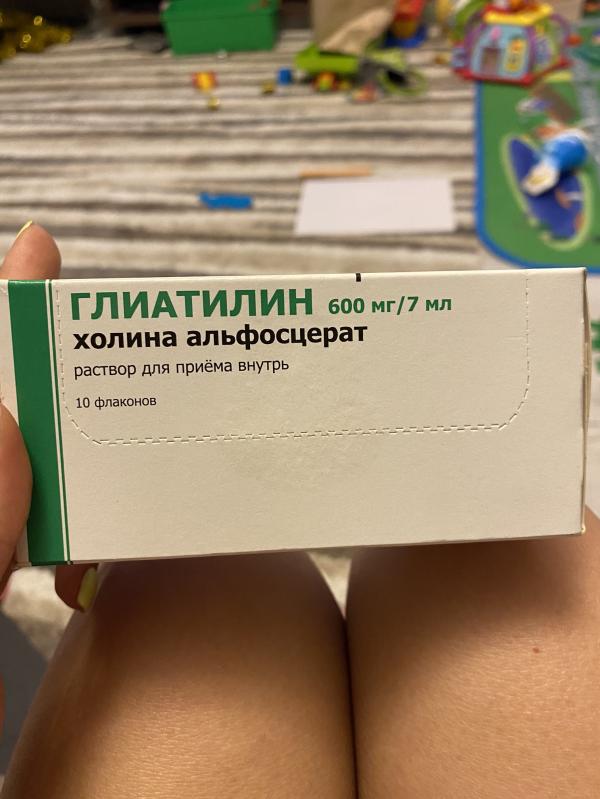 ГЛИАТИЛИН 600 мг/7 мл
холина альфосцерат
раствор для приёма внутрь
10 флаконов